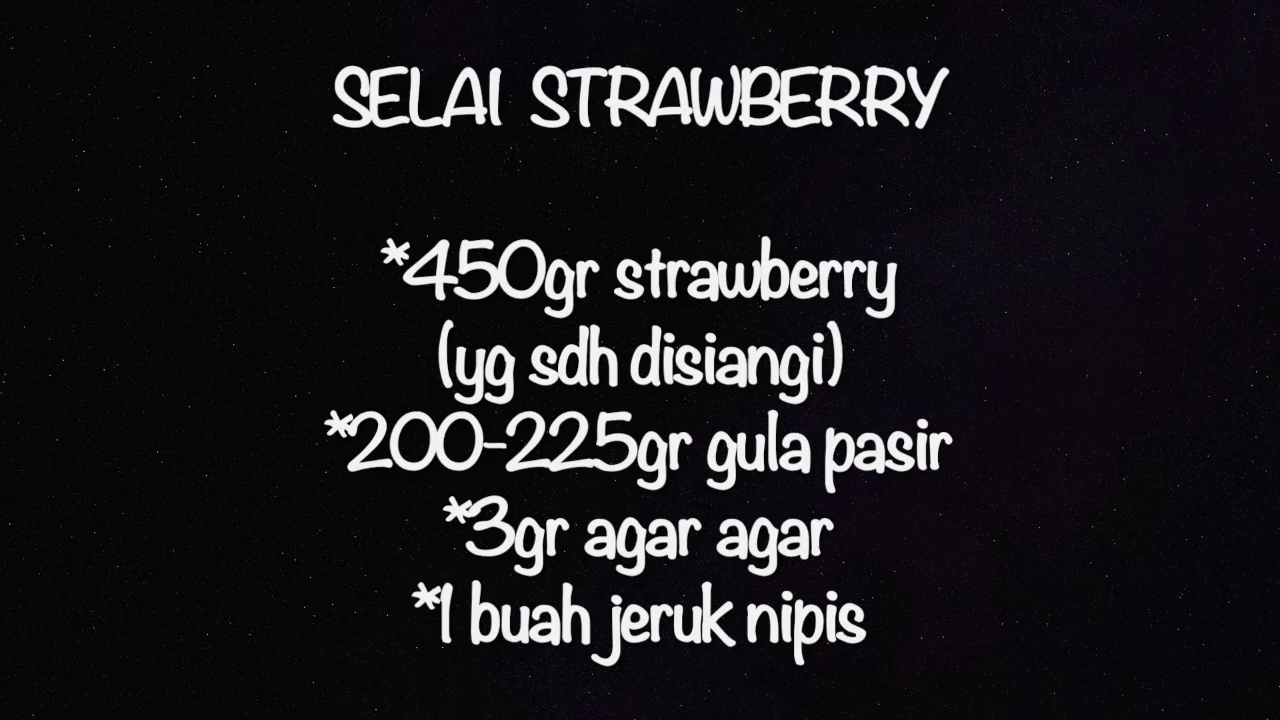 SELAI STRAWBERRY
*450gr strawberry
(yg sdh disiangi)
*200-225gr gula pasir
*3gr agar agar
*1 buah jeruk nipis